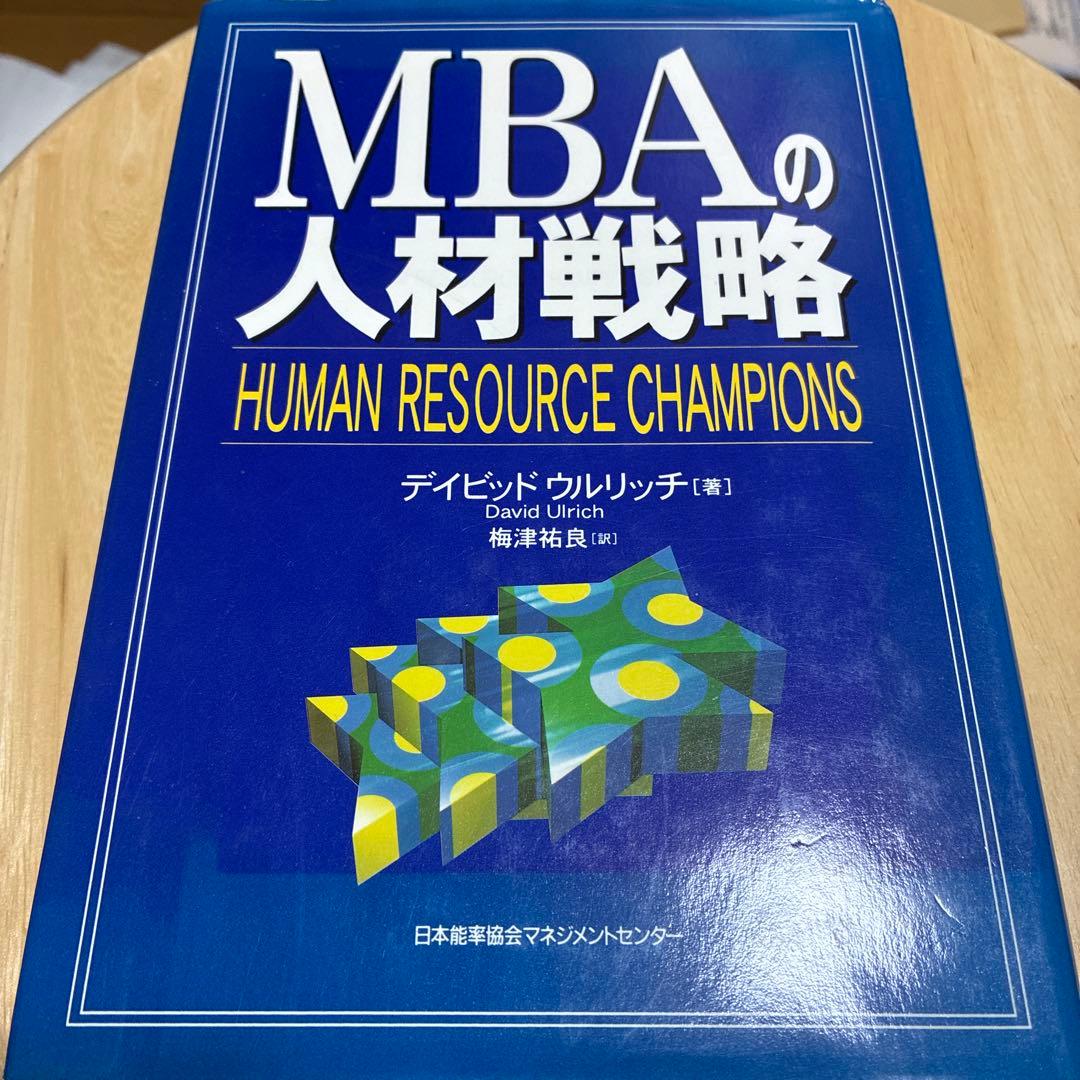 MBAの
人材戦略
HUMAN RESOURCE CHAMPIONS
デイビッド ウルリッチ[著]
David Ulrich
梅津祐良[訳]
日本能率協会マネジメントセンター